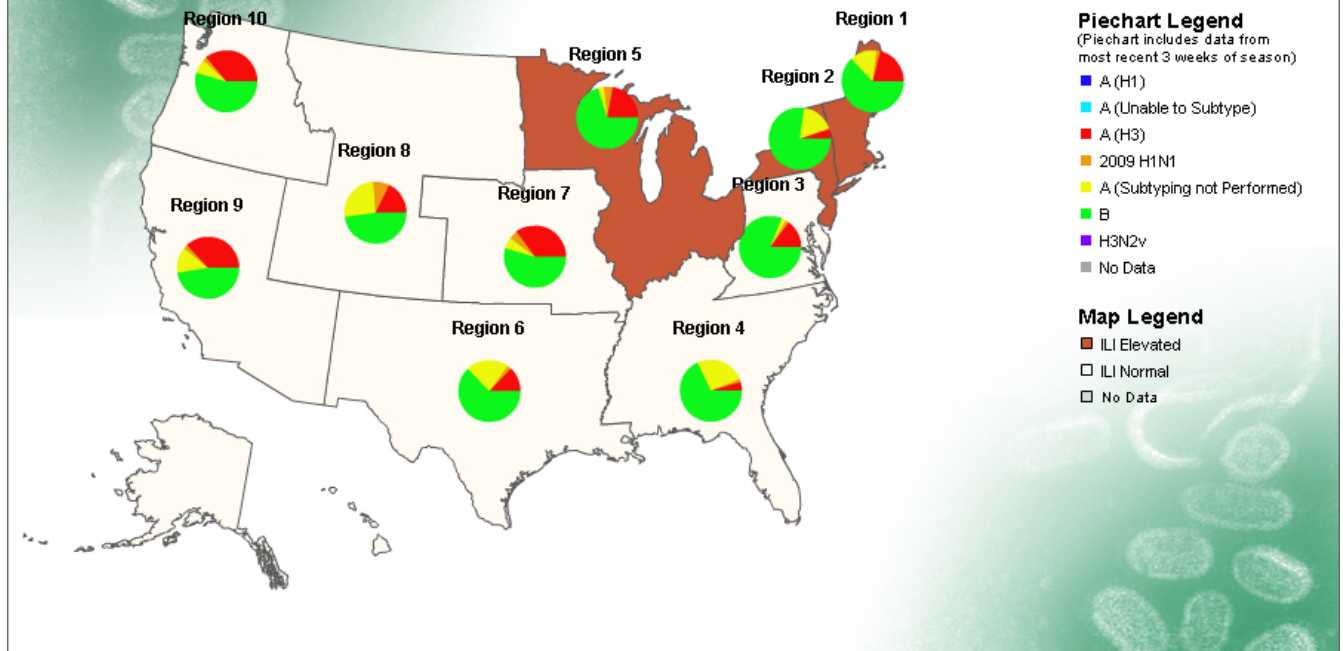 Region 10
Region 1
Region 5
Region 2
Region 8
Region 3
Region 7
Region 9
Region 6
Region 4
Piechart Legend
(Piechart includes data from
most recent 3 weeks of season)
A (H1)
A (Unable to Subtype)
A (H3)
2009 H1N1
A (Subtyping not Performed)
B
H3N2v
No Data
Map Legend
ILI Elevated
ILI Normal
No Data